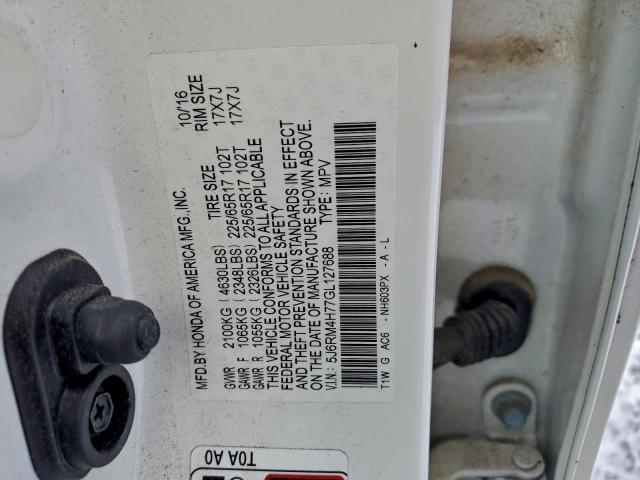 MFD.BY HONDA OF AMERICA MFG.,INC. 10/'16
TIRE SIZE RIM SIZE
GVWR 2100KG (4630LBS)
GAWR F 1065KG (2348LBS) 225/65R17 102T 17X7J
GAWR R 1055KG (2326LBS) 225/65R17 102T 17X7J
THIS VEHICLE CONFORMS TO ALL APPLICABLE
FEDERAL MOTOR VEHICLE SAFETY
AND THEFT PREVENTION STANDARDS IN EFFECT
ON THE DATE OF MANUFACTURE SHOWN ABOVE.
V.I.N.: 5J6RM4H77GL127688 TYPE: MPV
T1W G AC6 - NH603PX - A - L
T0A A0